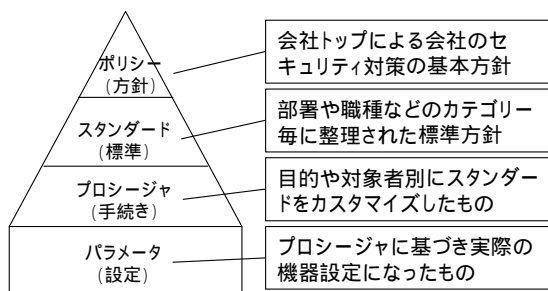 ポリシー
(方針)
会社トップによる会社のセ
キュリティ対策の基本方針
スタンダード
(標準)
部署や職種などのカテゴリー
毎に整理された標準方針
プロシージャ
(手続き)
目的や対象者別にスタンダー
ドをカスタマイズしたもの
パラメータ
(設定)
プロシージャに基づき実際の
機器設定になったもの